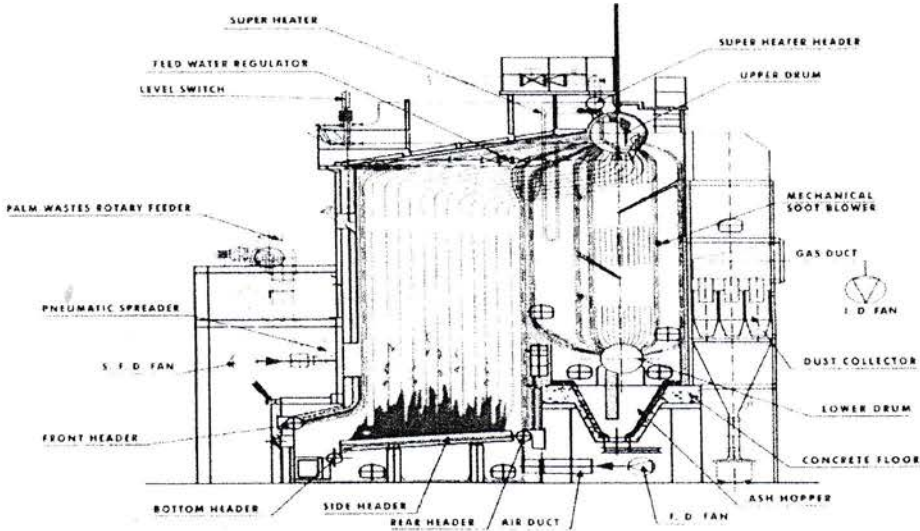 SUPER HEATER
SUPER HEATER HEADER
FEED WATER REGULATOR
UPPER DRUM
LEVEL SWITCH
MECHANICAL
SOOT BLOWER
PALM WASTES ROTARY FEEDER
GAS DUCT
PNEUMATIC SPREADER
I. D FAN
S. F. D. FAN
DUST COLLECTOR
LOWER DRUM
FRONT HEADER
CONCRETE FLOOR
BOTTOM HEADER
SIDE HEADER
REAR HEADER
AIR DUCT
F. D FAN
ASH HOPPER